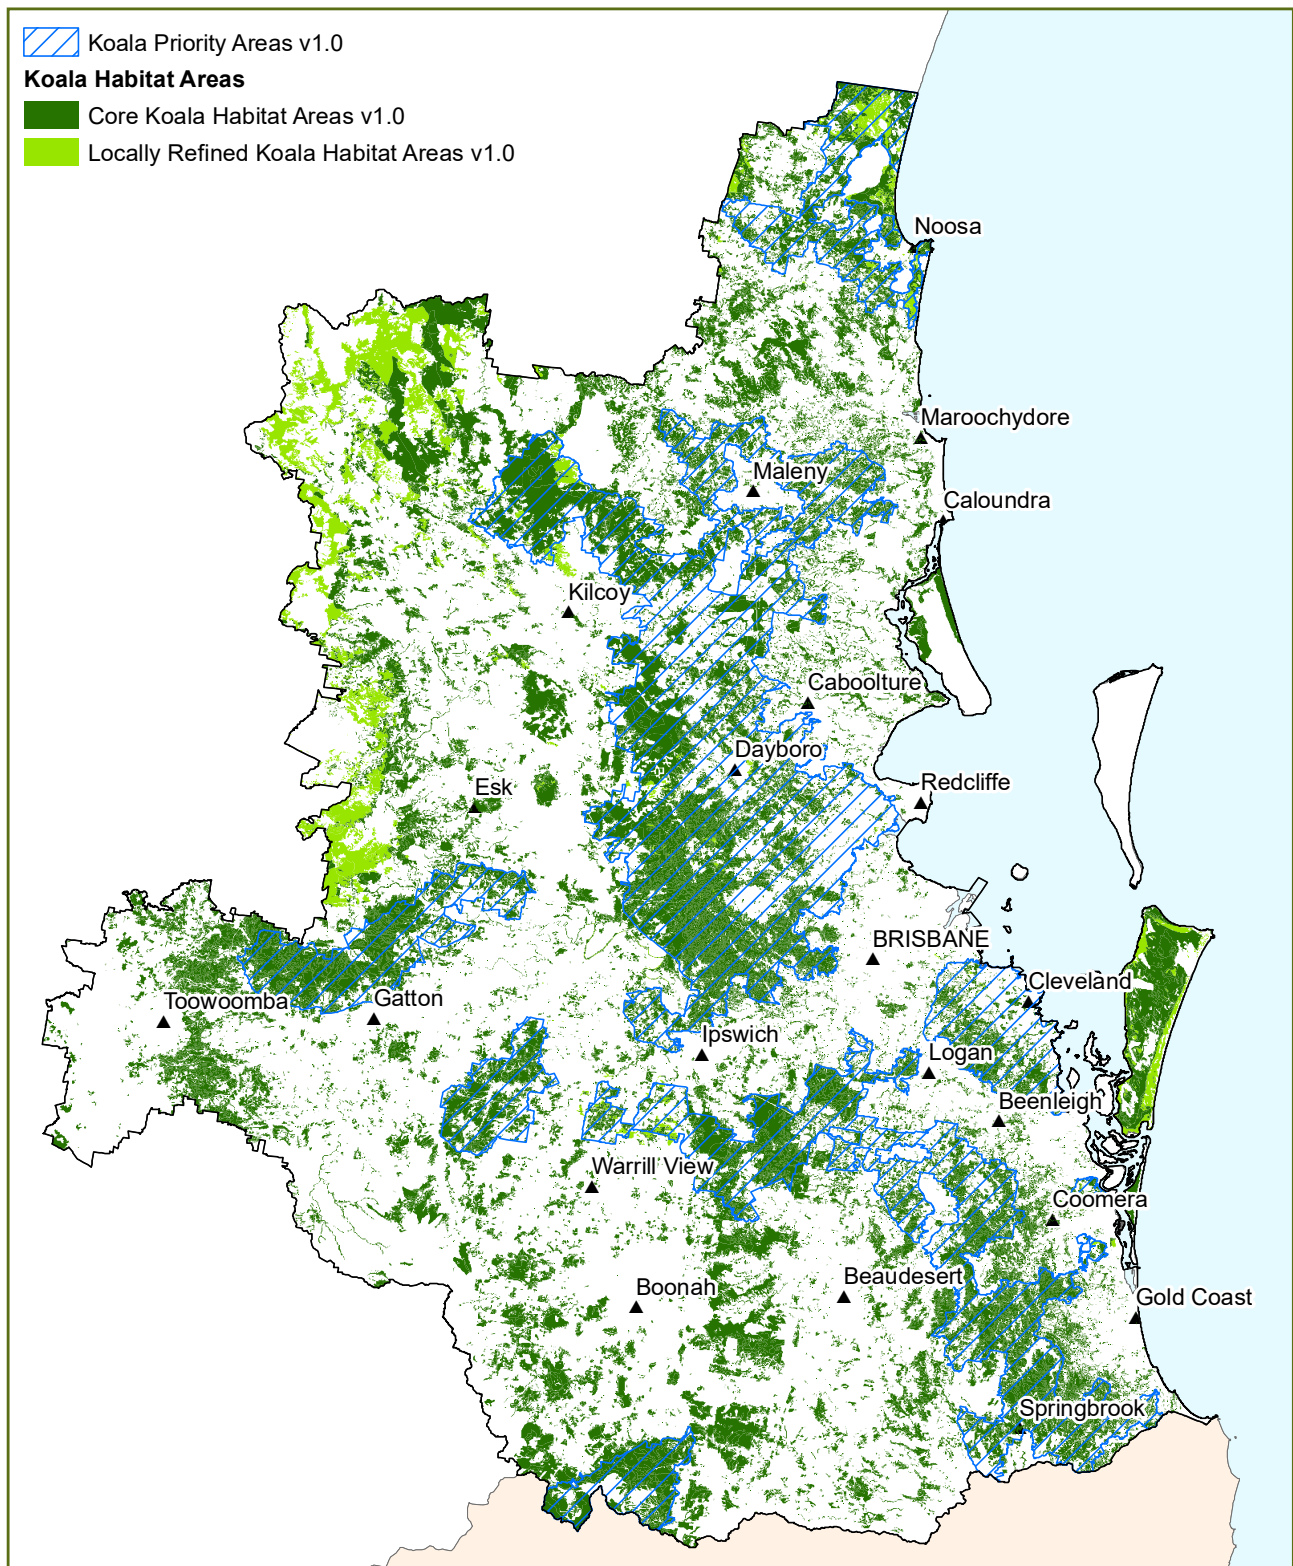 Koala Priority Areas v1.0
Koala Habitat Areas
Core Koala Habitat Areas v1.0
Locally Refined Koala Habitat Areas v1.0
Noosa
Maroochydore
Maleny
Caloundra
Kilcoy
Caboolture
Dayboro
Esk
Redcliffe
BRISBANE
Cleveland
Toowoomba
Gatton
Ipswich
Logan
Beenleigh
Warrill View
Coomera
Beaudesert
Boonah
Gold Coast
Springbrook